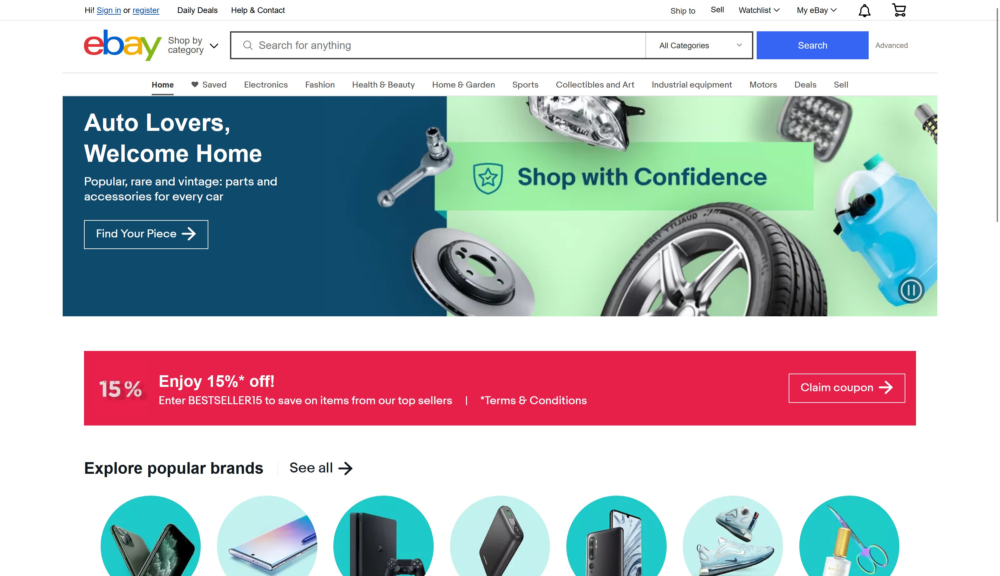 Hi! Sign in or register
Daily Deals
Help & Contact
Ship to
Sell
Watchlist
My eBay
ebay
Shop by
category
Search for anything
All Categories
Search
Advanced
Home
Saved
Electronics
Fashion
Health & Beauty
Home & Garden
Sports
Collectibles and Art
Industrial equipment
Motors
Deals
Sell
Auto Lovers,
Welcome Home
Popular, rare and vintage: parts and
accessories for every car
Find Your Piece
Shop with Confidence
QUALITY TIRE
15%
Enjoy 15%* off!
Enter BESTSELLER15 to save on items from our top sellers | *Terms & Conditions
Claim coupon
Explore popular brands
See all